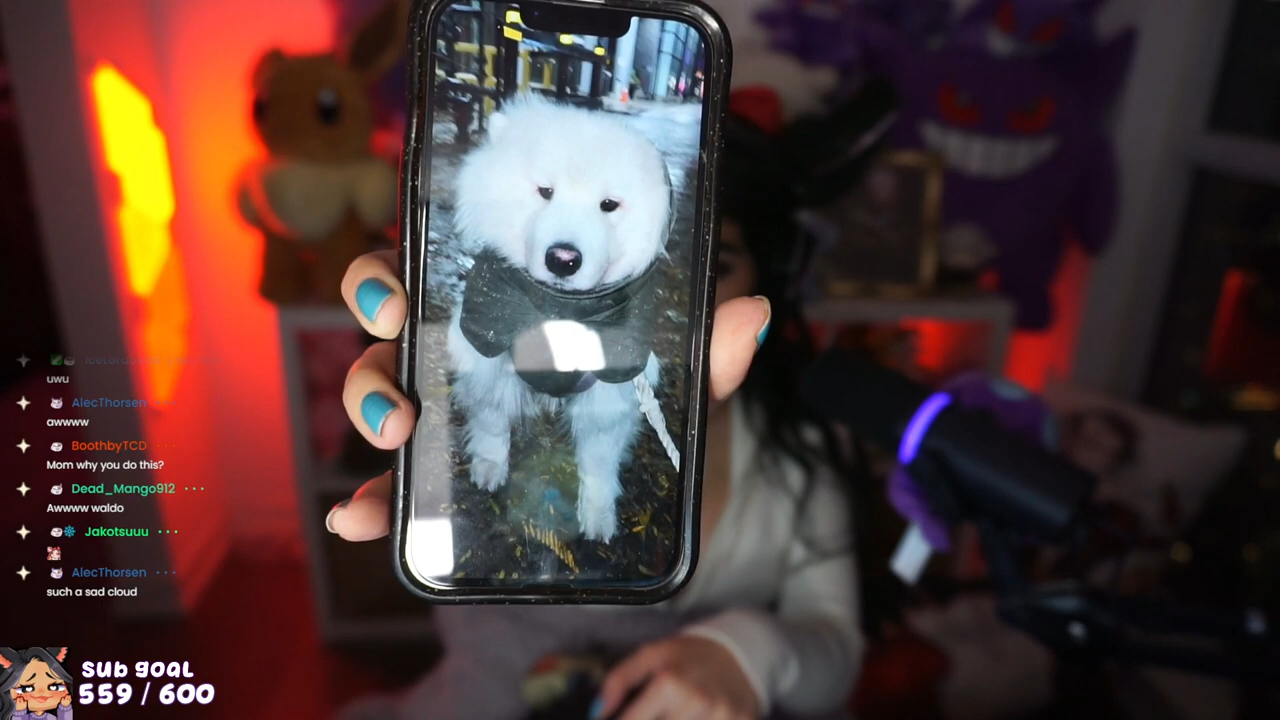 uwu
AlecThorsen
awwww
BoothbyTCD
Mom why you do this?
Dead_Mango912
Awwww waldo
Jakotsuuu
AlecThorsen
such a sad cloud
sub goal
559 / 600